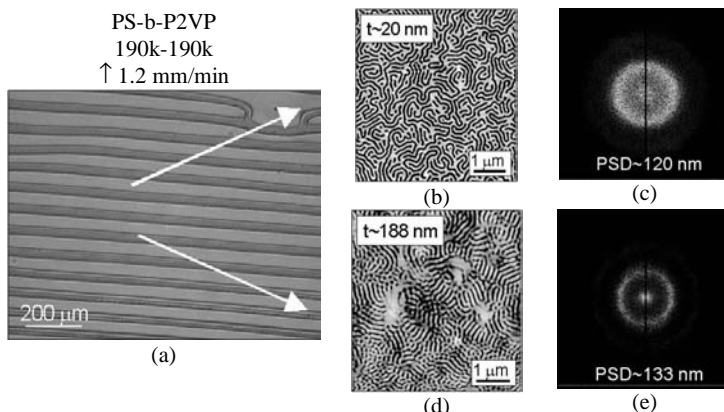 PS-b-P2VP
190k-190k
↑ 1.2 mm/min
200 μm
(a)
t~20 nm
1 μm
(b)
PSD~120 nm
(c)
t~188 nm
1 μm
(d)
PSD~133 nm
(e)